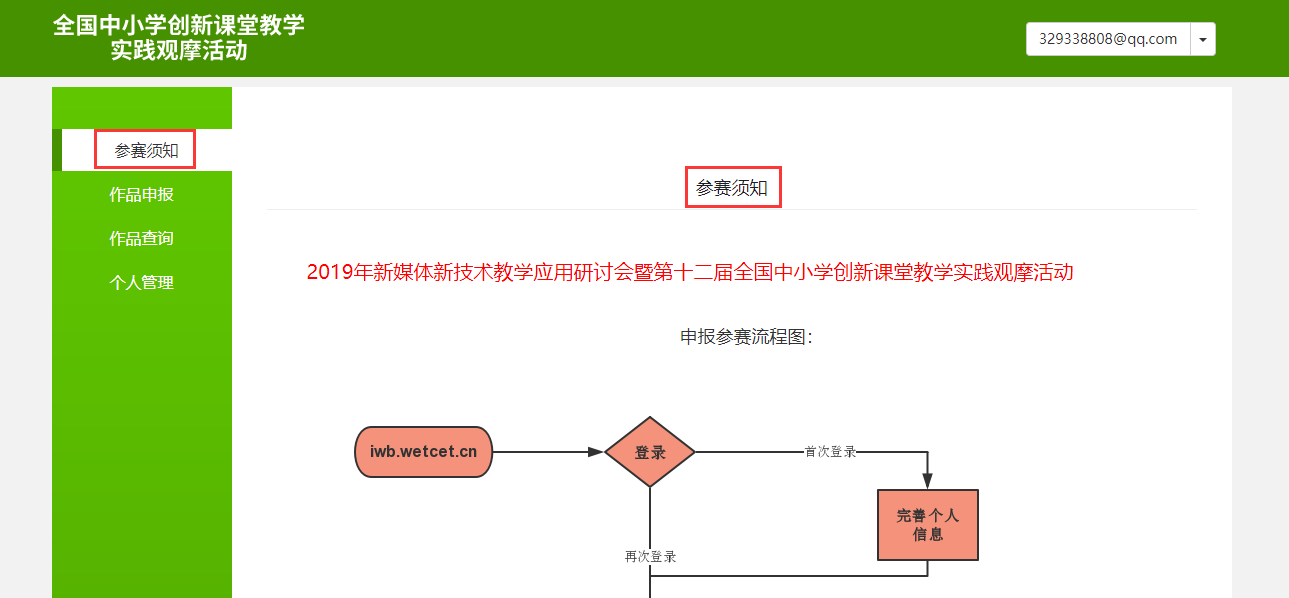 全国中小学创新课堂教学
实践观摩活动
329338808@qq.com
参赛须知
作品申报
作品查询
个人管理
参赛须知
2019年新媒体新技术教学应用研讨会暨第十二届全国中小学创新课堂教学实践观摩活动
申报参赛流程图：
iwb.wetcet.cn
登录
首次登录
完善个人
信息
再次登录